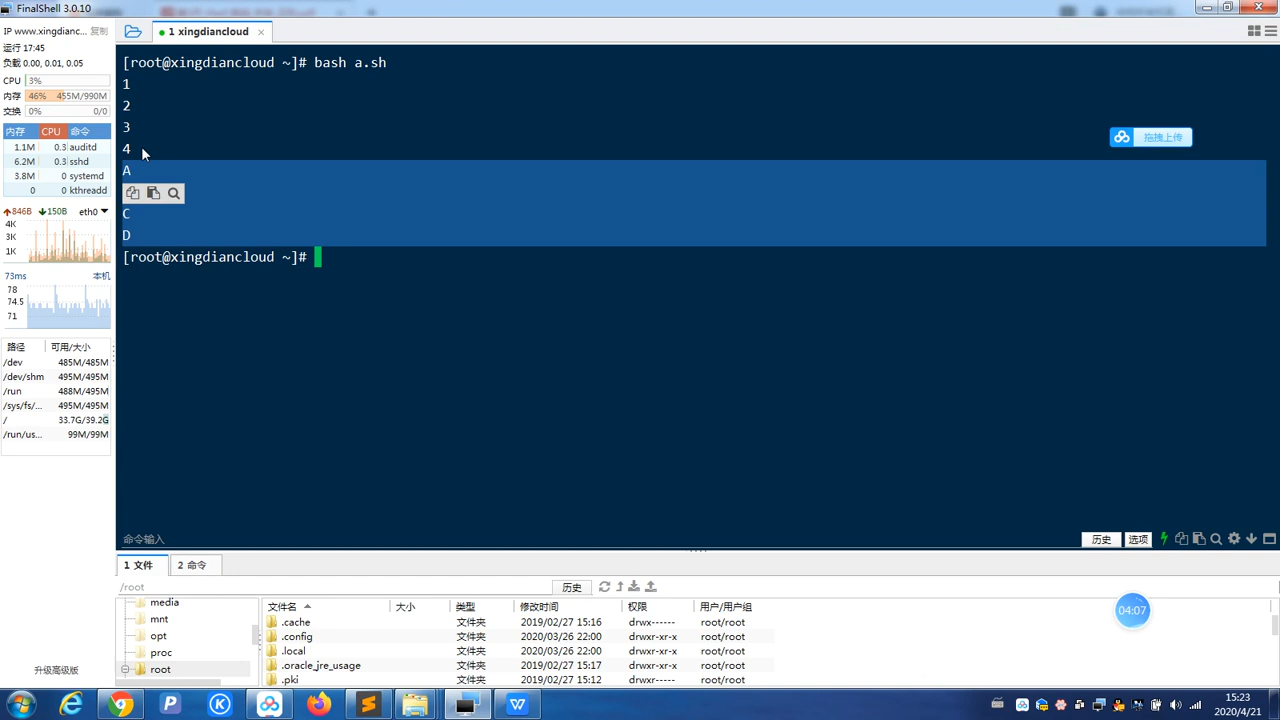 FinalShell 3.0.10
IP www.xingdianc... 复制
运行 17:45
负载 0.00, 0.01, 0.05
CPU 3%
内存 46% 455M/990M
交换 0% 0/0
内存 CPU 命令
1.1M 0.3 auditd
6.2M 0.3 sshd
3.8M 0 systemd
0 0 kthreadd
846B 150B eth0
4K
3K
1K
73ms 本机
78
74.5
71
路径 可用/大小
/dev 485M/485M
/dev/shm 495M/495M
/run 488M/495M
/sys/fs/... 495M/495M
/ 33.7G/39.2G
/run/us... 99M/99M
升级高级版
1 xingdiancloud
[root@xingdiancloud ~]# bash a.sh
1
2
3
4
A
C
D
[root@xingdiancloud ~]#
拖拽上传
命令输入
历史 选项
1 文件 2 命令
/root 历史
media
mnt
opt
proc
root
文件名 大小 类型 修改时间 权限 用户/用户组
.cache 文件夹 2019/02/27 15:16 drwx------ root/root
.config 文件夹 2020/03/26 22:00 drwxr-xr-x root/root
.local 文件夹 2020/03/26 22:00 drwxr-xr-x root/root
.oracle_jre_usage 文件夹 2019/02/27 15:17 drwxr-xr-x root/root
.pki 文件夹 2019/02/27 15:12 drwxr----- root/root
04:07
15:23
2020/4/21